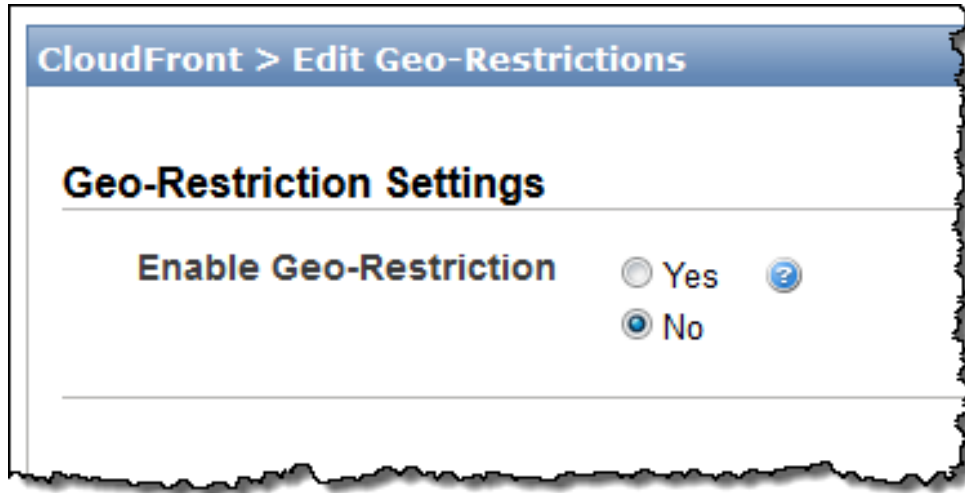 CloudFront > Edit Geo-Restrictions
Geo-Restriction Settings
Enable Geo-Restriction Yes ?
No